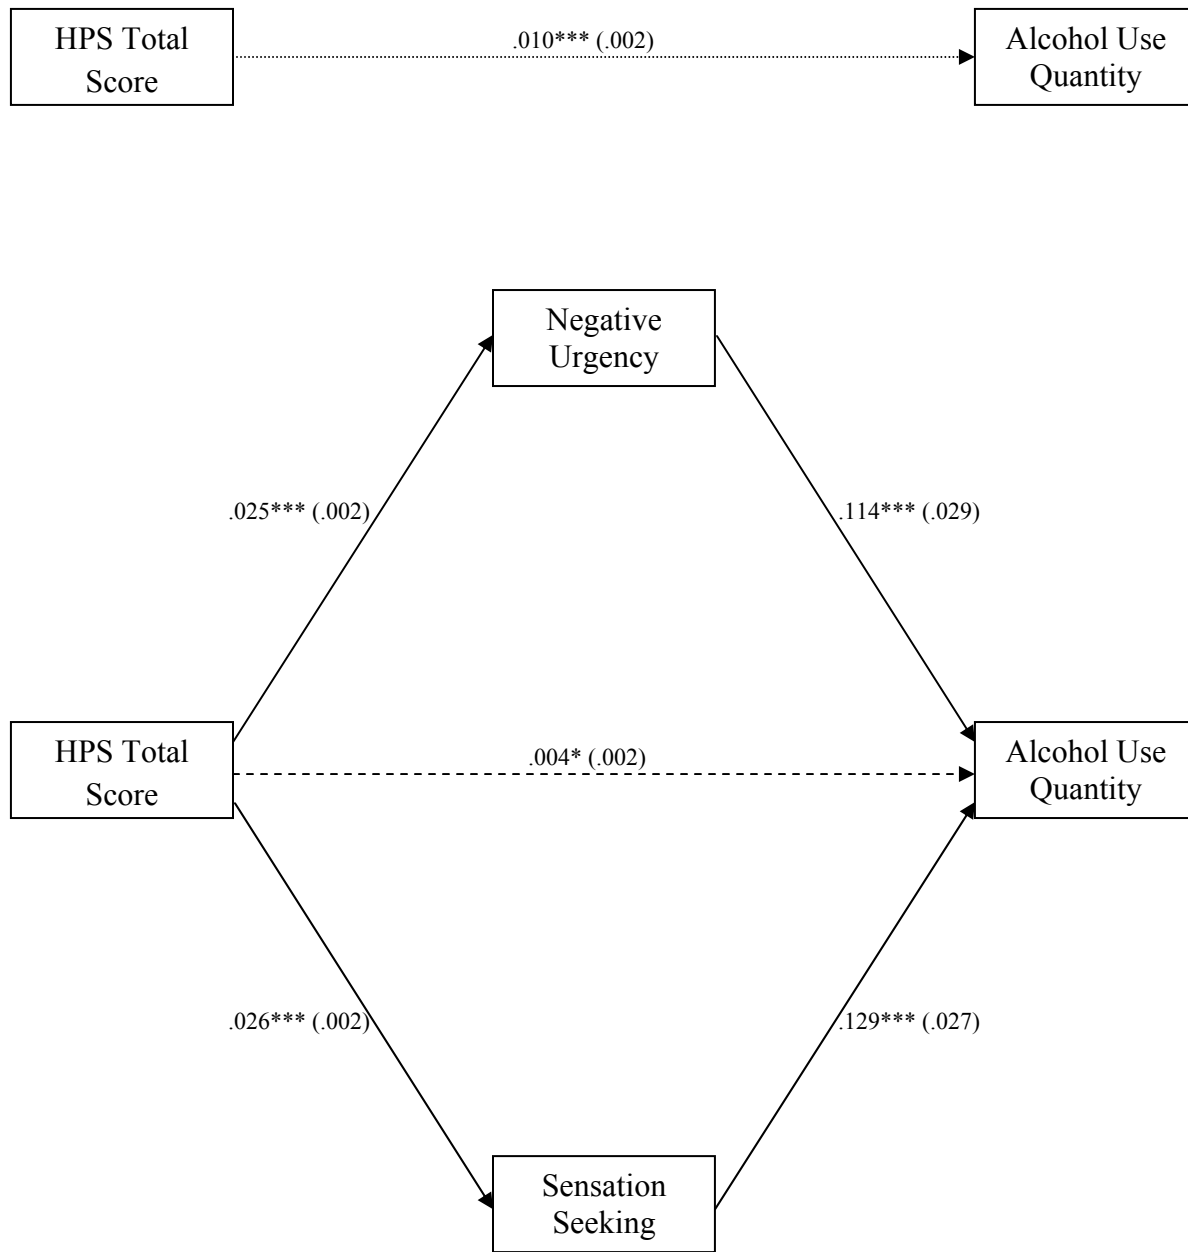 HPS Total
Score
.010*** (.002)
Alcohol Use
Quantity
Negative
Urgency
.025*** (.002)
.114*** (.029)
HPS Total
Score
.004* (.002)
Alcohol Use
Quantity
.026*** (.002)
.129*** (.027)
Sensation
Seeking